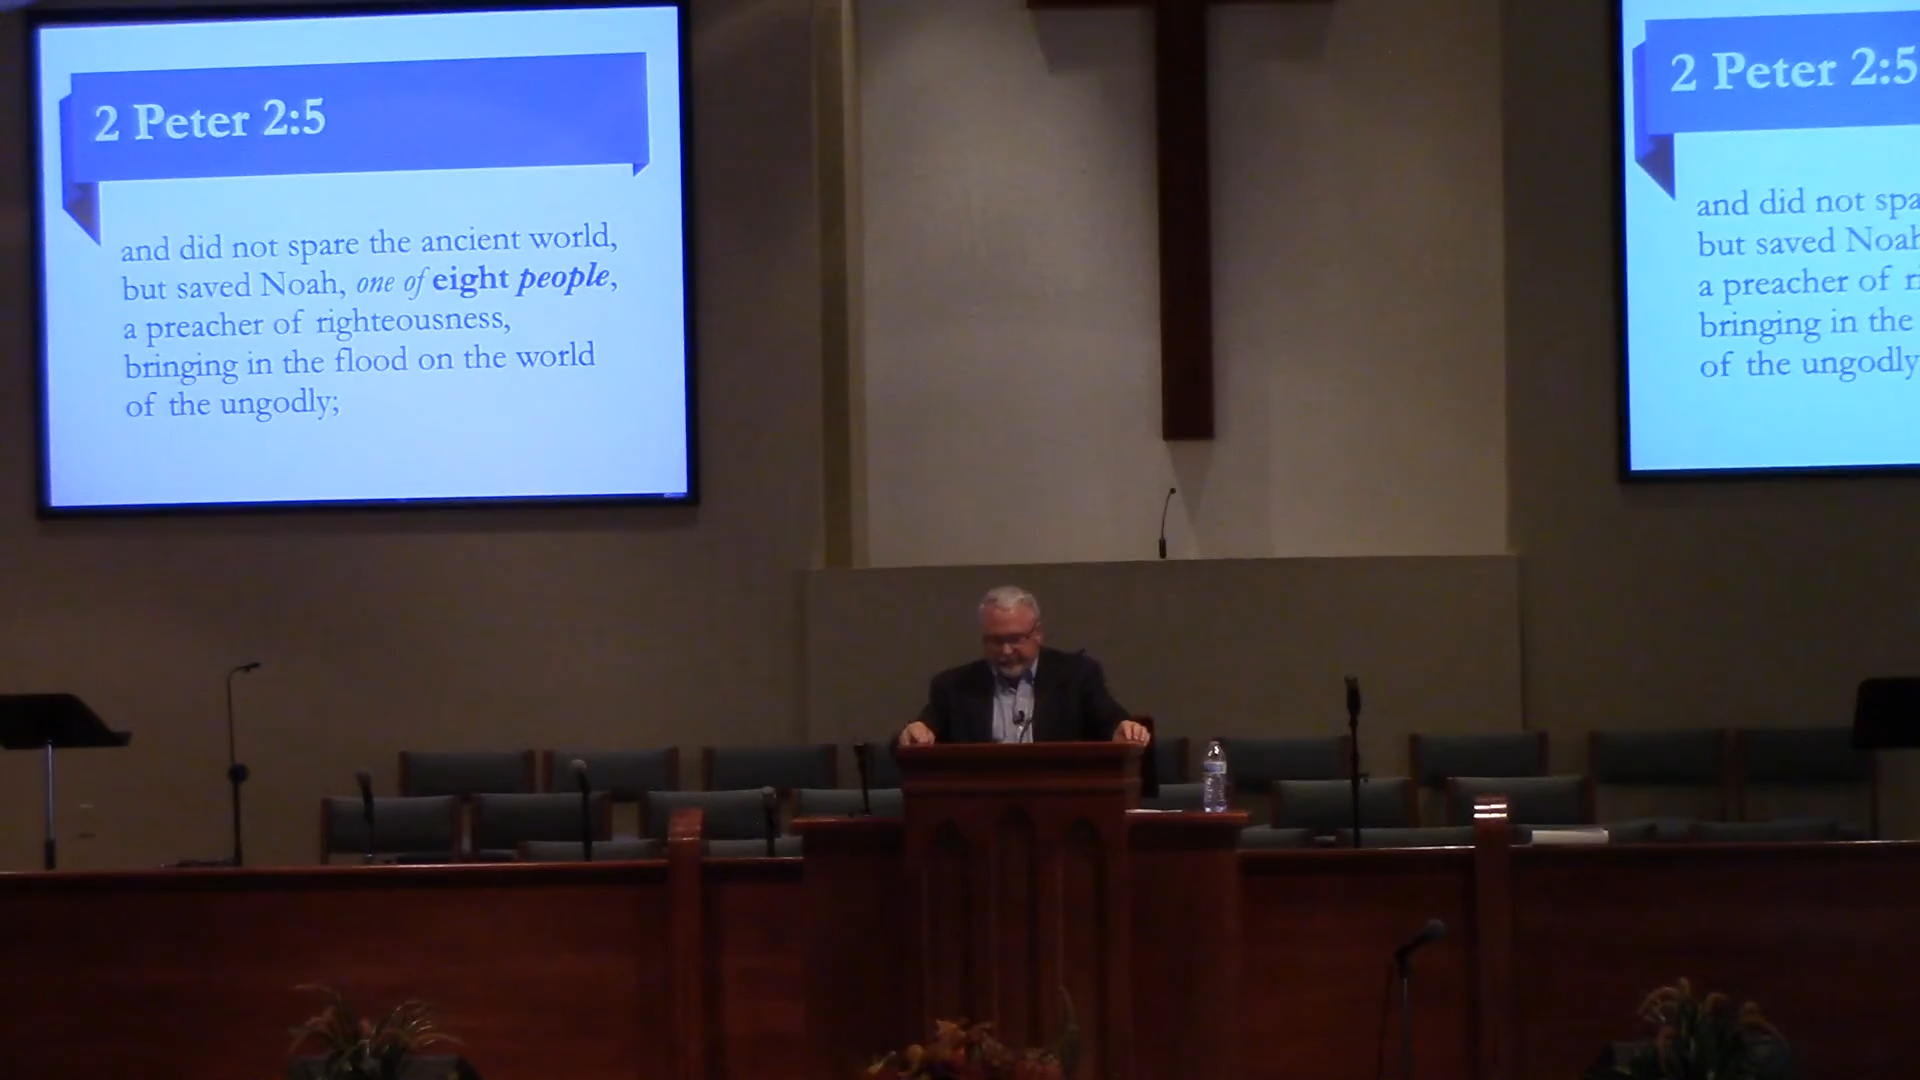 2 Peter 2:5
and did not spare the ancient world,
but saved Noah, one of eight people,
a preacher of righteousness,
bringing in the flood on the world
of the ungodly;
2 Peter 2:5
and did not
but saved Noah
a preacher of
bringing in the
of the ungodly